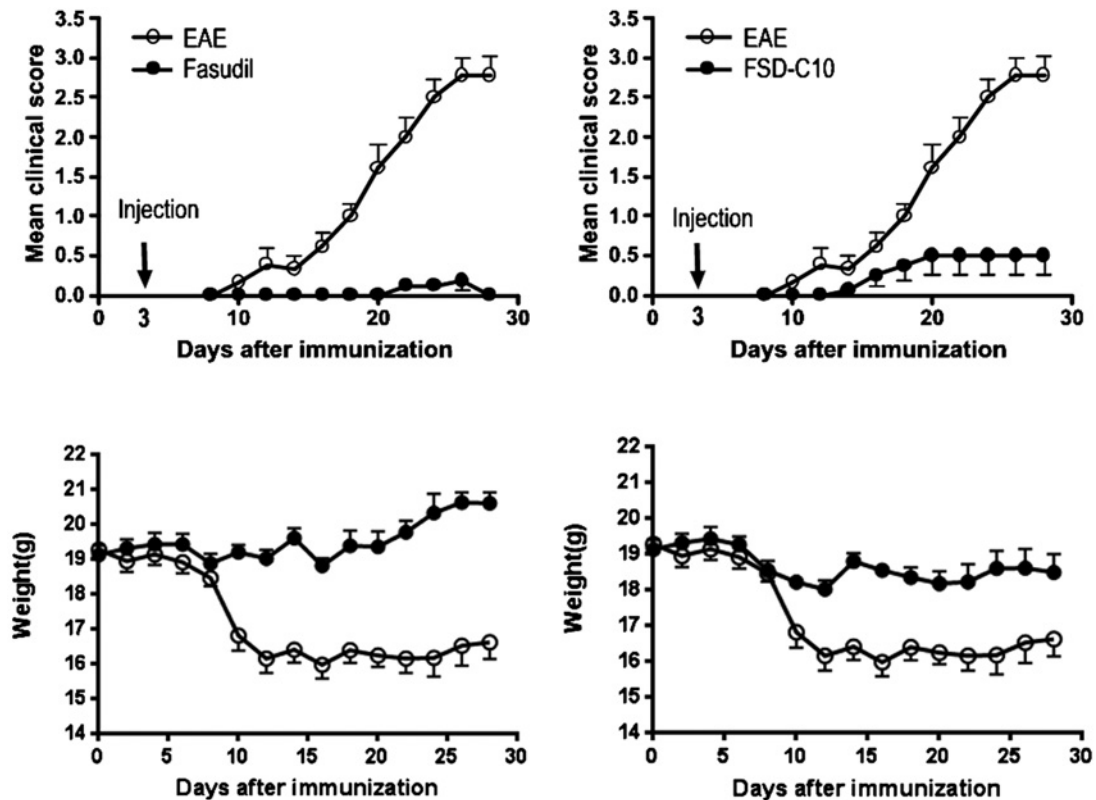 3.5
3.0
2.5
2.0
1.5
1.0
0.5
0.0
Mean clinical score
EAE
Fasudil
Injection
0 3 10 20 30
Days after immunization
3.5
3.0
2.5
2.0
1.5
1.0
0.5
0.0
Mean clinical score
EAE
FSD-C10
Injection
0 3 10 20 30
Days after immunization
22
21
20
19
18
17
16
15
14
Weight(g)
0 5 10 15 20 25 30
Days after immunization
22
21
20
19
18
17
16
15
14
Weight(g)
0 5 10 15 20 25 30
Days after immunization